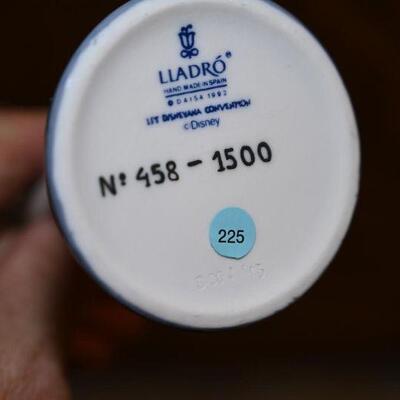 LLADRÓ®
HAND MADE IN SPAIN
© DAISA 1992
1ST DISNEYANA CONVENTION
©Disney
Nº 458 - 1500
225